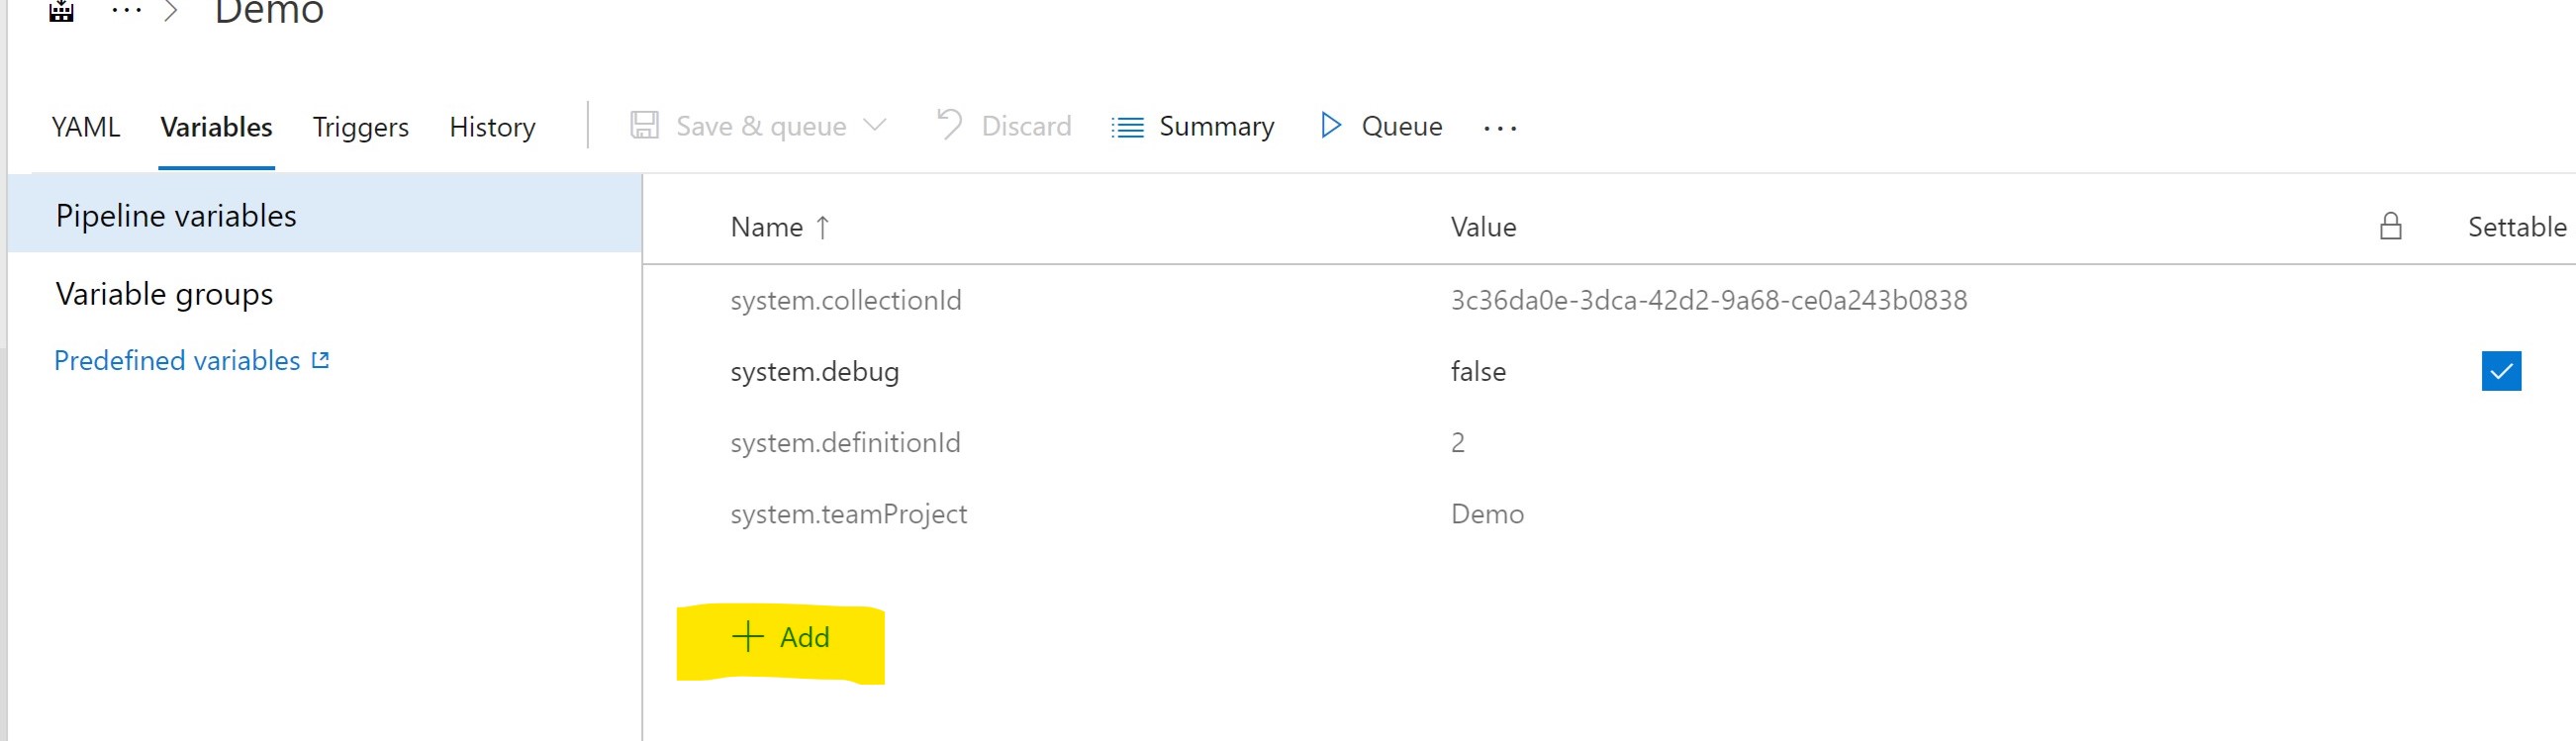 ... > Demo
YAML Variables Triggers History Save & queue Discard Summary Queue ...
Pipeline variables
Variable groups
Predefined variables
Name ↑ Value Settable
system.collectionId 3c36da0e-3dca-42d2-9a68-ce0a243b0838
system.debug false
system.definitionId 2
system.teamProject Demo
+ Add